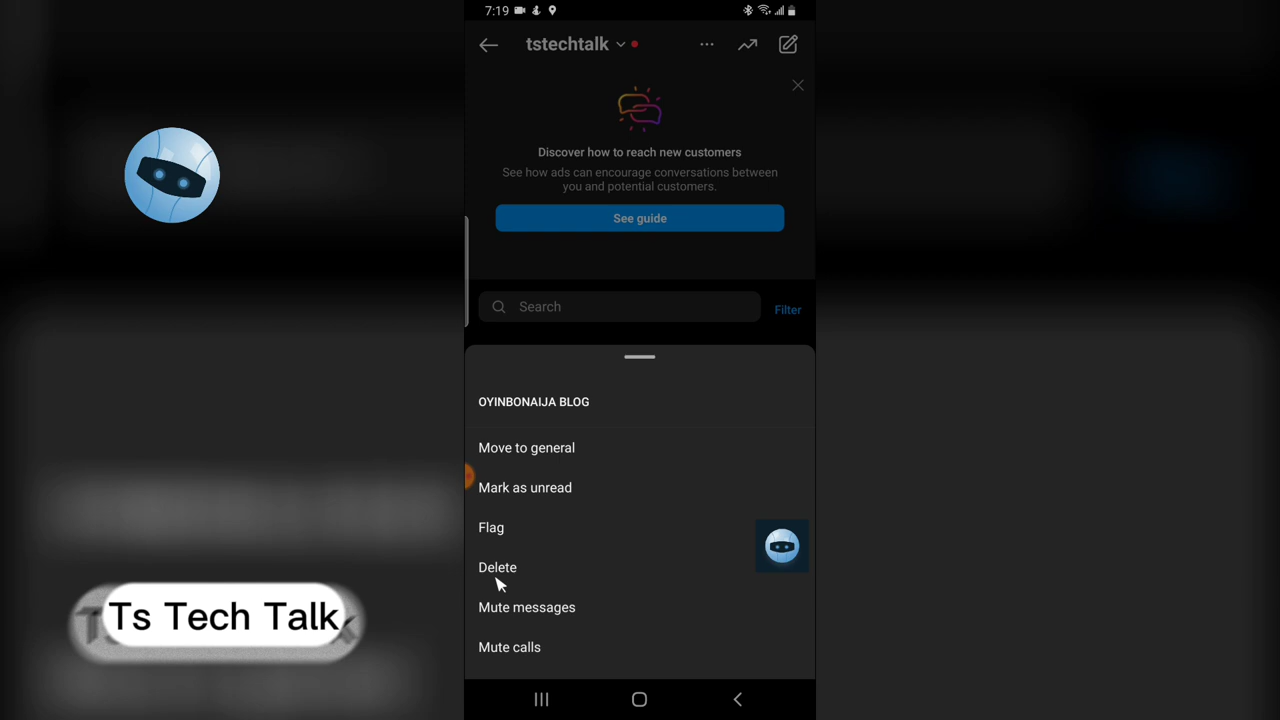 7:19
tstechtalk
Discover how to reach new customers
See how ads can encourage conversations between
you and potential customers.
See guide
Search
Filter
OYINBONAIJA BLOG
Move to general
Mark as unread
Flag
Delete
Mute messages
Mute calls
Ts Tech Talk